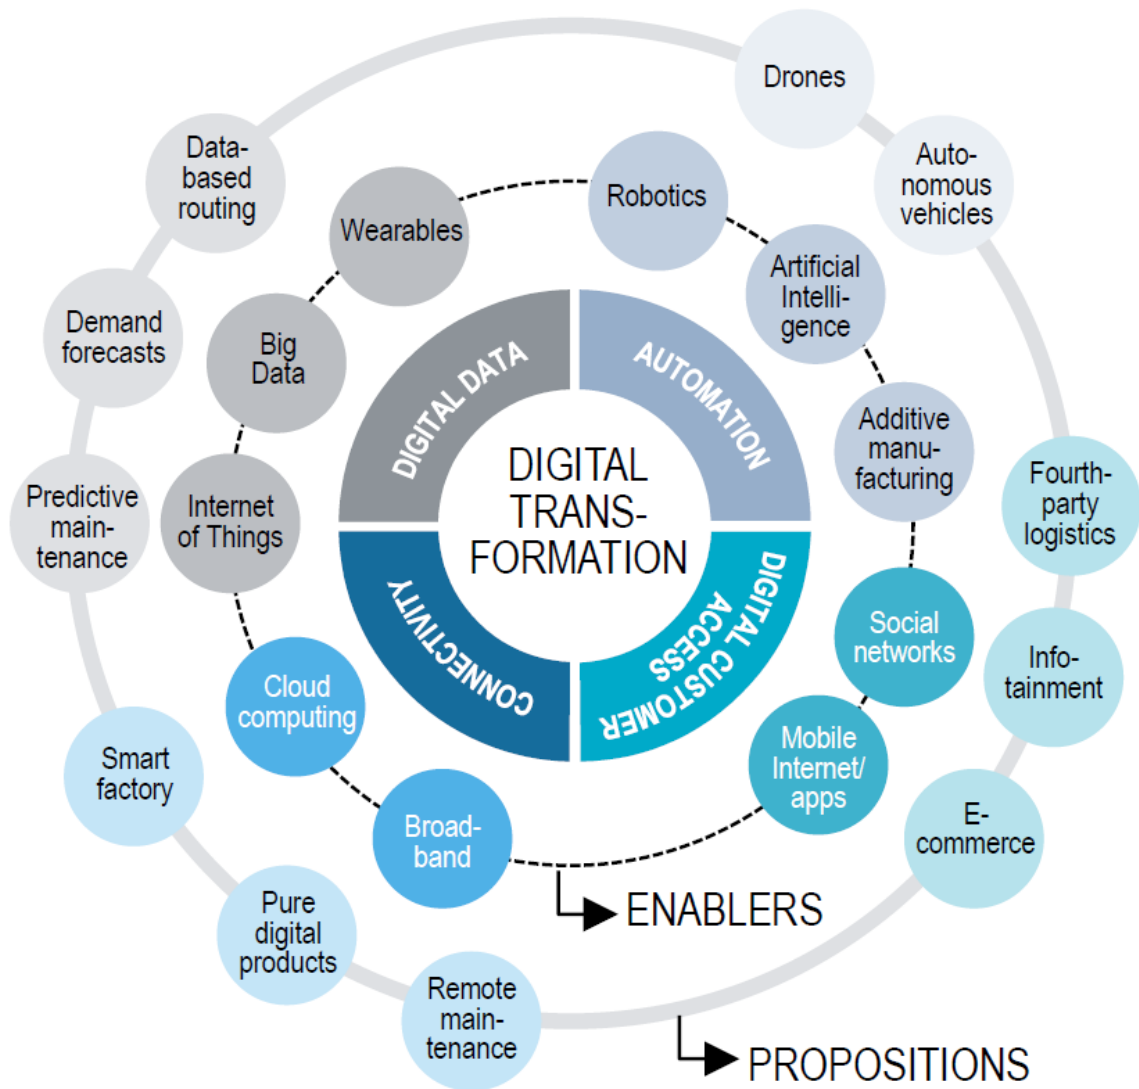 Drones
Data-
based
routing
Auto-
nomous
vehicles
Robotics
Wearables
Artificial
Intelli-
gence
Demand
forecasts
Big
Data
DIGITAL DATA
AUTOMATION
Additive
manu-
facturing
Fourth-
party
logistics
DIGITAL
TRANS-
FORMATION
Predictive
main-
tenance
Internet
of Things
CONNECTIVITY
DIGITAL CUSTOMER
ACCESS
Social
networks
Info-
tainment
Cloud
computing
Mobile
Internet/
apps
Smart
factory
Broad-
band
E-
commerce
ENABLERS
Pure
digital
products
Remote
main-
tenance
PROPOSITIONS